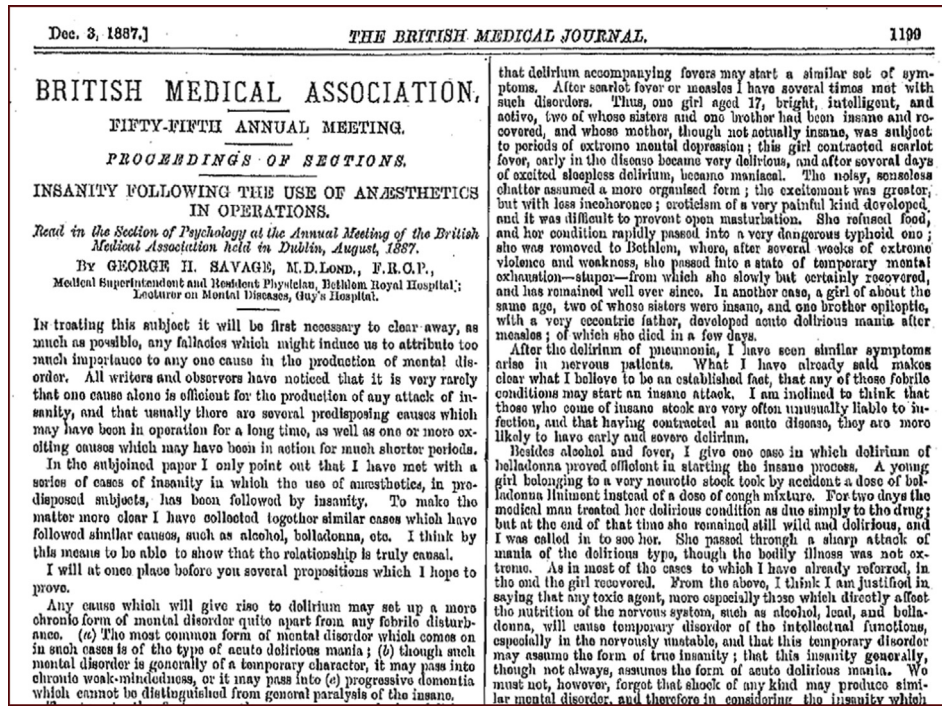 Dec. 3, 1887.]
THE BRITISH MEDICAL JOURNAL.
1199
BRITISH MEDICAL ASSOCIATION,
FIFTY-FIFTH ANNUAL MEETING.
PROCEEDINGS OF SECTIONS.
INSANITY FOLLOWING THE USE OF ANÆSTHETICS
IN OPERATIONS.
Read in the Section of Psychology at the Annual Meeting of the British
Medical Association held in Dublin, August, 1887.
BY GEORGE H. SAVAGE, M.D.LOND., F.R.C.P.,
Medical Superintendent and Resident Physician, Bethlem Royal Hospital;
Lecturer on Mental Diseases, Guy's Hospital.
In treating this subject it will be first necessary to clear away, as
much as possible, any fallacies which might induce us to attribute too
much importance to any one cause in the production of mental dis-
order. All writers and observers have noticed that it is very rarely
that one cause alone is efficient for the production of any attack of in-
sanity, and that usually there are several predisposing causes which
may have been in operation for a long time, as well as one or more ex-
citing causes which may have been in action for much shorter periods.
In the subjoined paper I only point out that I have met with a
series of cases of insanity in which the use of anæsthetics, in pre-
disposed subjects, has been followed by insanity. To make the
matter more clear I have collected together similar cases which have
followed similar causes, such as alcohol, belladonna, etc. I think by
this means to be able to show that the relationship is truly causal.
I will at once place before you several propositions which I hope to
prove.
Any cause which will give rise to delirium may set up a more
chronic form of mental disorder quite apart from any febrile disturb-
ance. (a) The most common form of mental disorder which comes on
in such cases is of the type of acute delirious mania; (b) though such
mental disorder is generally of a temporary character, it may pass into
chronic weak-mindedness, or it may pass into (c) progressive dementia
which cannot be distinguished from general paralysis of the insane.
that delirium accompanying fevers may start a similar set of sym-
ptoms. After scarlet fever or measles I have several times met with
such disorders. Thus, one girl aged 17, bright, intelligent, and
active, two of whose sisters and one brother had been insane and re-
covered, and whose mother, though not actually insane, was subject
to periods of extreme mental depression; this girl contracted scarlet
fever, early in the disease became very delirious, and after several days
of excited sleepless delirium, became maniacal. The noisy, senseless
chatter assumed a more organised form; the excitement was greater,
but with less incoherence; eroticism of a very painful kind developed,
and it was difficult to prevent open masturbation. She refused food,
and her condition rapidly passed into a very dangerous typhoid one;
she was removed to Bethlem, where, after several weeks of extreme
violence and weakness, she passed into a state of temporary mental
exhaustion—stupor—from which she slowly but certainly recovered,
and has remained well ever since. In another case, a girl of about the
same age, two of whose sisters were insane, and one brother epileptic,
with a very eccentric father, developed acute delirious mania after
measles; of which she died in a few days.
After the delirium of pneumonia, I have seen similar symptoms
arise in nervous patients. What I have already said makes
clear what I believe to be an established fact, that any of those febrile
conditions may start an insane attack. I am inclined to think that
those who come of insane stock are very often unusually liable to in-
fection, and that having contracted an acute disease, they are more
likely to have early and severe delirium.
Besides alcohol and fever, I give one case in which delirium of
belladonna proved efficient in starting the insane process. A young
girl belonging to a very neurotic stock took by accident a dose of bel-
ladonna liniment instead of a dose of cough mixture. For two days the
medical man treated her delirious condition as due simply to the drug;
but at the end of that time she remained still wild and delirious, and
I was called in to see her. She passed through a sharp attack of
mania of the delirious type, though the bodily illness was not ex-
treme. As in most of the cases to which I have already referred, in
the end the girl recovered. From the above, I think I am justified in
saying that any toxic agent, more especially those which directly affect
the nutrition of the nervous system, such as alcohol, lead, and bella-
donna, will cause temporary disorder of the intellectual functions,
especially in the nervously unstable, and that this temporary disorder
may assume the form of true insanity; that this insanity generally,
though not always, assumes the form of acute delirious mania. We
must not, however, forget that shock of any kind may produce simi-
lar mental disorder, and therefore in considering the insanity which